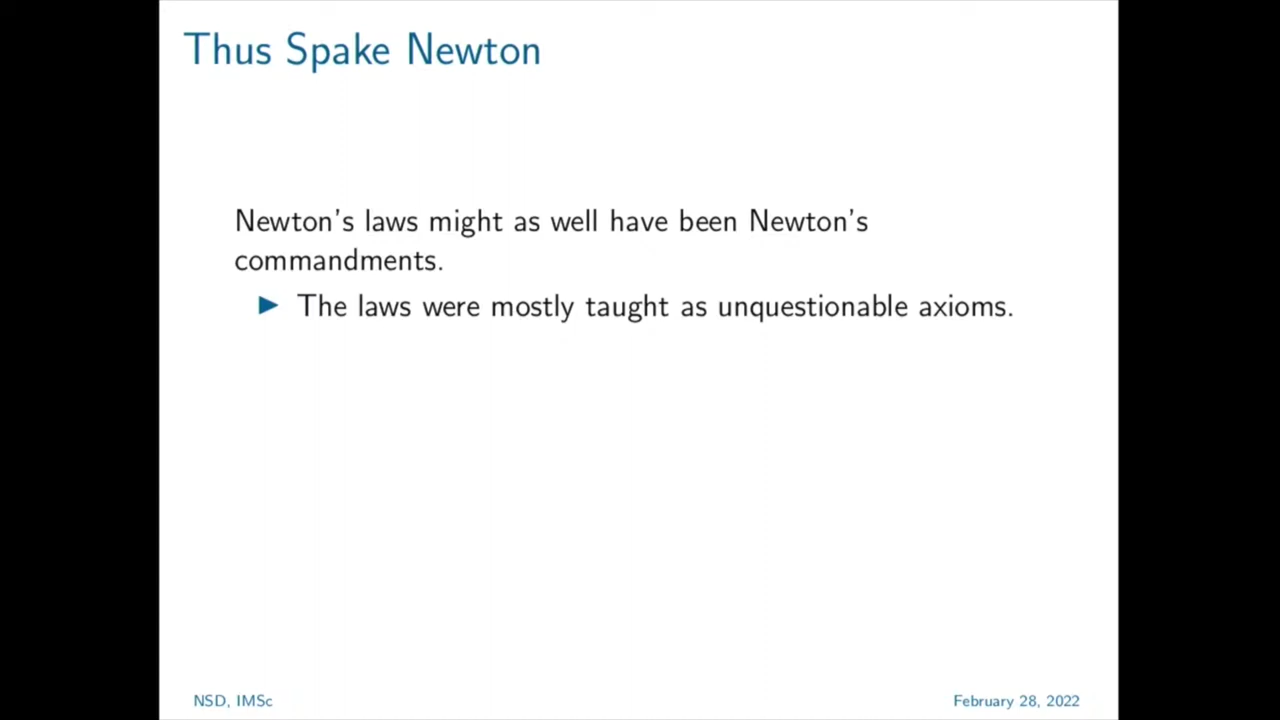 Thus Spake Newton
Newton's laws might as well have been Newton's
commandments.
▶ The laws were mostly taught as unquestionable axioms.
NSD, IMSc
February 28, 2022